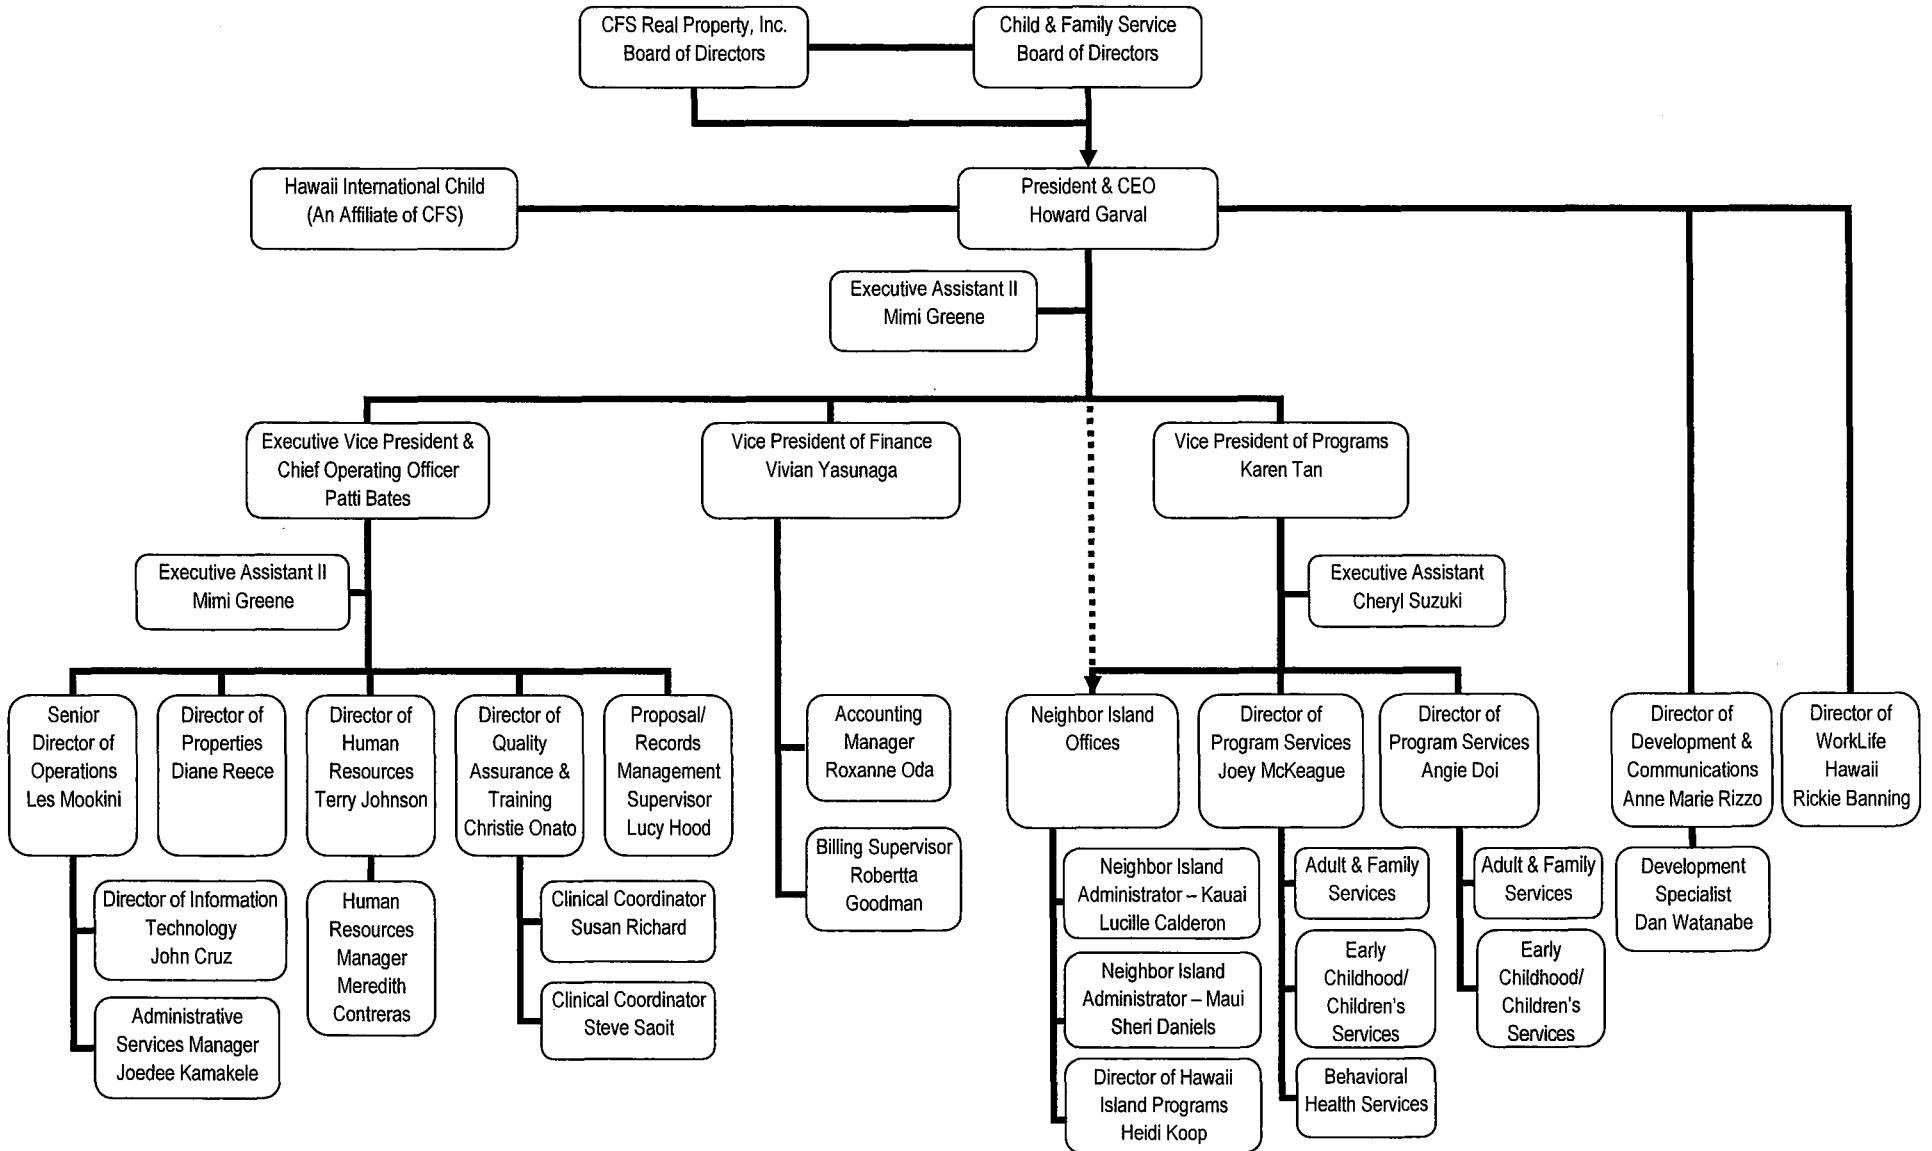 CFS Real Property, Inc.
Board of Directors
Child & Family Service
Board of Directors
Hawaii International Child
(An Affiliate of CFS)
President & CEO
Howard Garval
Executive Assistant II
Mimi Greene
Executive Vice President &
Chief Operating Officer
Patti Bates
Vice President of Finance
Vivian Yasunaga
Vice President of Programs
Karen Tan
Executive Assistant II
Mimi Greene
Executive Assistant
Cheryl Suzuki
Senior
Director of
Operations
Les Mookini
Director of
Properties
Diane Reece
Director of
Human
Resources
Terry Johnson
Director of
Quality
Assurance &
Training
Christie Onato
Proposal/
Records
Management
Supervisor
Lucy Hood
Accounting
Manager
Roxanne Oda
Neighbor Island
Offices
Director of
Program Services
Joey McKeague
Director of
Program Services
Angie Doi
Director of
Development &
Communications
Anne Marie Rizzo
Director of
WorkLife
Hawaii
Rickie Banning
Director of Information
Technology
John Cruz
Administrative
Services Manager
Joedee Kamakele
Human
Resources
Manager
Meredith
Contreras
Clinical Coordinator
Susan Richard
Clinical Coordinator
Steve Saoit
Billing Supervisor
Robertta
Goodman
Neighbor Island
Administrator – Kauai
Lucille Calderon
Neighbor Island
Administrator – Maui
Sheri Daniels
Director of Hawaii
Island Programs
Heidi Koop
Adult & Family
Services
Early
Childhood/
Children's
Services
Behavioral
Health Services
Adult & Family
Services
Early
Childhood/
Children's
Services
Development
Specialist
Dan Watanabe